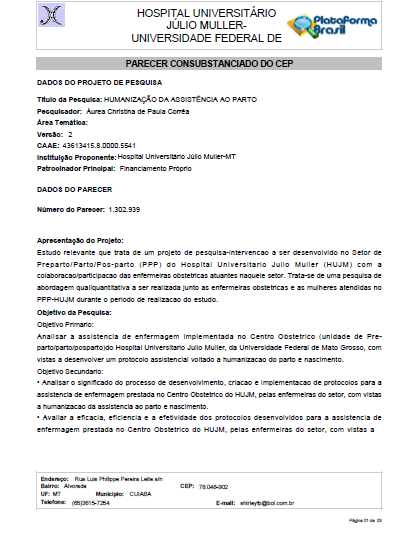 HOSPITAL UNIVERSITÁRIO
JÚLIO MULLER-
UNIVERSIDADE FEDERAL DE
Plataforma
Brasil
PARECER CONSUBSTANCIADO DO CEP
DADOS DO PROJETO DE PESQUISA
Título da Pesquisa: HUMANIZAÇÃO DA ASSISTÊNCIA AO PARTO
Pesquisador: Áurea Christina de Paula Corrêa
Área Temática:
Versão: 2
CAAE: 43613415.8.0000.5541
Instituição Proponente: Hospital Universitário Júlio Muller-MT
Patrocinador Principal: Financiamento Próprio
DADOS DO PARECER
Número do Parecer: 1.302.939
Apresentação do Projeto:
Estudo relevante que trata de um projeto de pesquisa-intervencao a ser desenvolvido no Setor de
Preparto/Parto/Pos-parto (PPP) do Hospital Universitario Julio Muller (HUJM) com a
colaboracao/participacao das enfermeiras obstetricas atuantes naquele setor. Trata-se de uma pesquisa de
abordagem qualiquantitativa a ser realizada junto as enfermeiras obstetricas e as mulheres atendidas no
PPP-HUJM durante o periodo de realizacao do estudo.
Objetivo da Pesquisa:
Objetivo Primario:
Analisar a assistencia de enfermagem implementada no Centro Obstetrico (unidade de Pre-
parto/parto/posparto)do Hospital Universitario Julio Muller, da Universidade Federal de Mato Grosso, com
vistas a desenvolver um protocolo assistencial voltado a humanizacao do parto e nascimento.
Objetivo Secundario:
• Analisar o significado do processo de desenvolvimento, criacao e implementacao de protocolos para a
assistencia de enfermagem prestada no Centro Obstetrico do HUJM, pelas enfermeiras do setor, com vistas
a humanizacao da assistencia ao parto e nascimento.
• Avaliar a eficacia, eficiencia e a efetividade dos protocolos desenvolvidos para a assistencia de
enfermagem prestada no Centro Obstetrico do HUJM, pelas enfermeiras do setor, com vistas a
Endereço: Rua Luis Philippe Pereira Leite s/n
Bairro: Alvorada CEP: 78.048-902
UF: MT Município: CUIABA
Telefone: (65)3615-7254 E-mail: shirleyfp@bol.com.br
Página 01 de 03